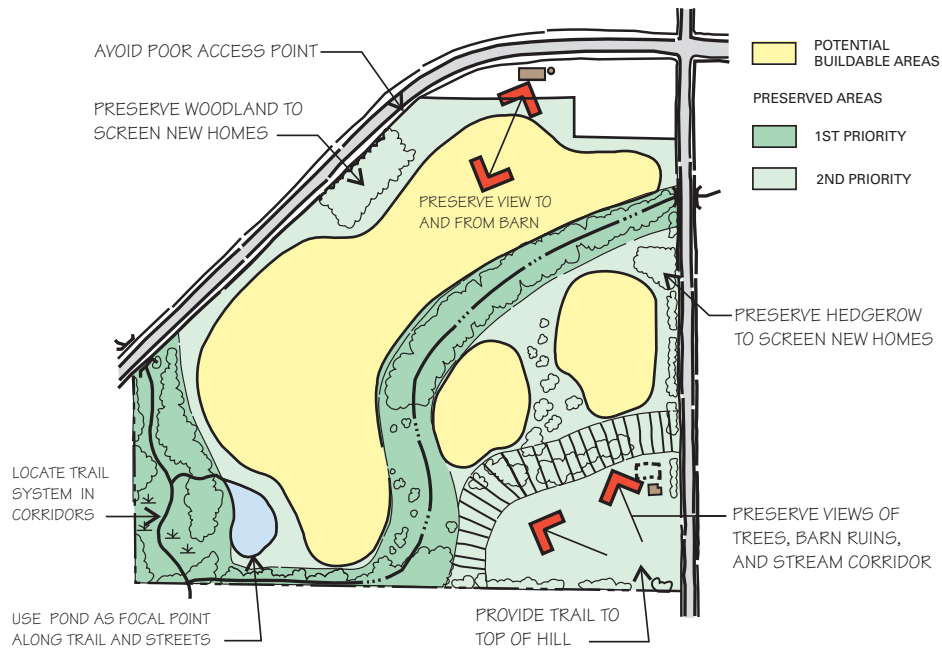 AVOID POOR ACCESS POINT
PRESERVE WOODLAND TO
SCREEN NEW HOMES
POTENTIAL
BUILDABLE AREAS
PRESERVED AREAS
1ST PRIORITY
2ND PRIORITY
PRESERVE VIEW TO
AND FROM BARN
PRESERVE HEDGEROW
TO SCREEN NEW HOMES
LOCATE TRAIL
SYSTEM IN
CORRIDORS
PRESERVE VIEWS OF
TREES, BARN RUINS,
AND STREAM CORRIDOR
USE POND AS FOCAL POINT
ALONG TRAIL AND STREETS
PROVIDE TRAIL TO
TOP OF HILL